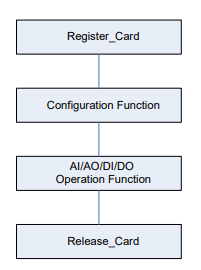 Register_Card
Configuration Function
AI/AO/DI/DO
Operation Function
Release_Card